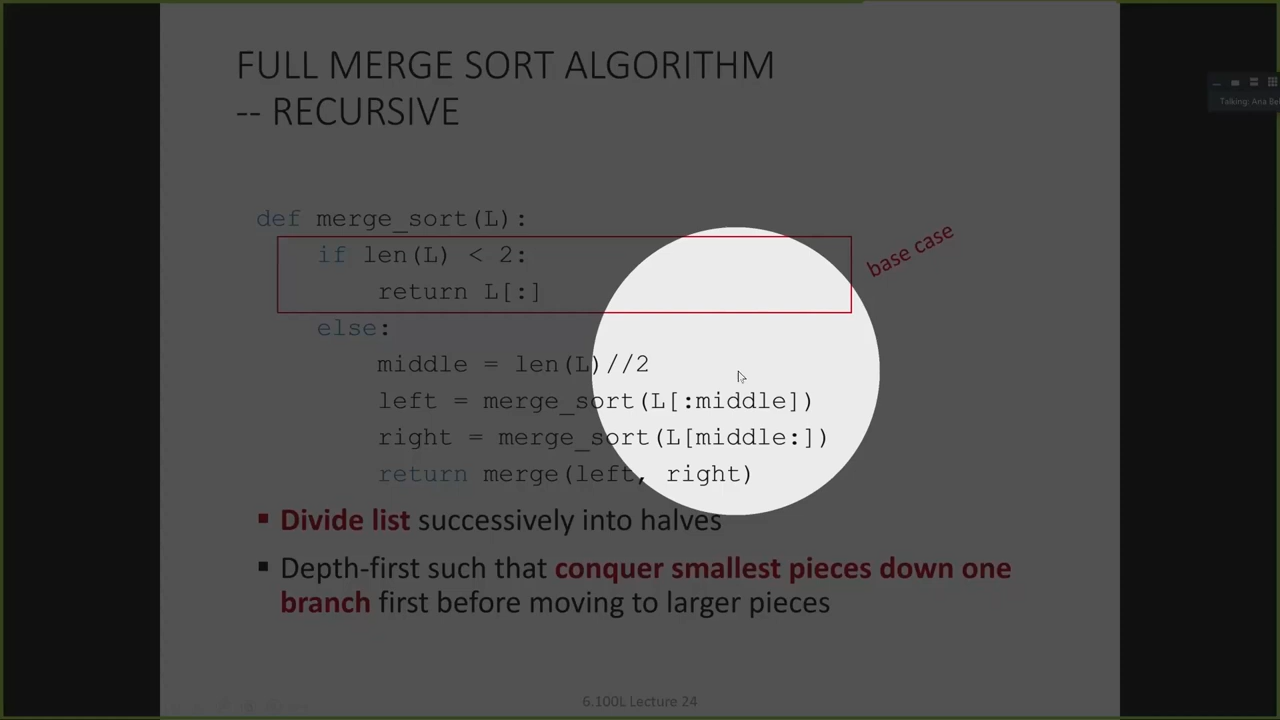 FULL MERGE SORT ALGORITHM
-- RECURSIVE
def merge_sort(L):
if len(L) < 2:
return L[:]
base case
else:
middle = len(L)//2
left = merge_sort(L[:middle])
right = merge_sort(L[middle:])
return merge(left, right)
▪ Divide list successively into halves
▪ Depth-first such that conquer smallest pieces down one
branch first before moving to larger pieces
6.100L Lecture 24
Talking: